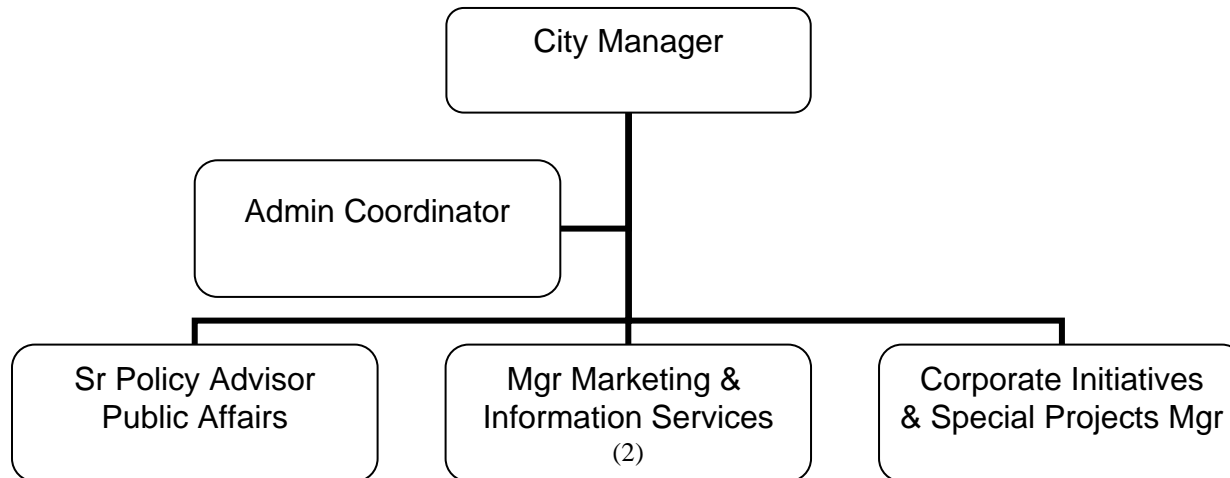 City Manager
Admin Coordinator
Sr Policy Advisor
Public Affairs
Mgr Marketing &
Information Services
(2)
Corporate Initiatives
& Special Projects Mgr